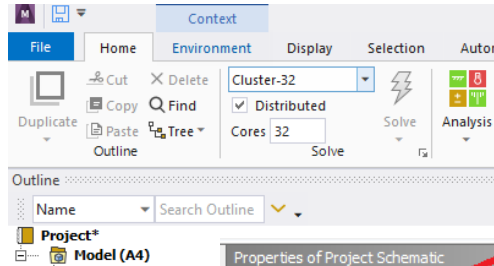 M
Context
File Home Environment Display Selection Autor
Duplicate Cut Copy Paste Delete Find Tree
Outline
Cluster-32
Distributed
Cores 32
Solve
Solve
Analysis
Outline
Name Search Outline
Project*
Model (A4)
Properties of Project Schematic